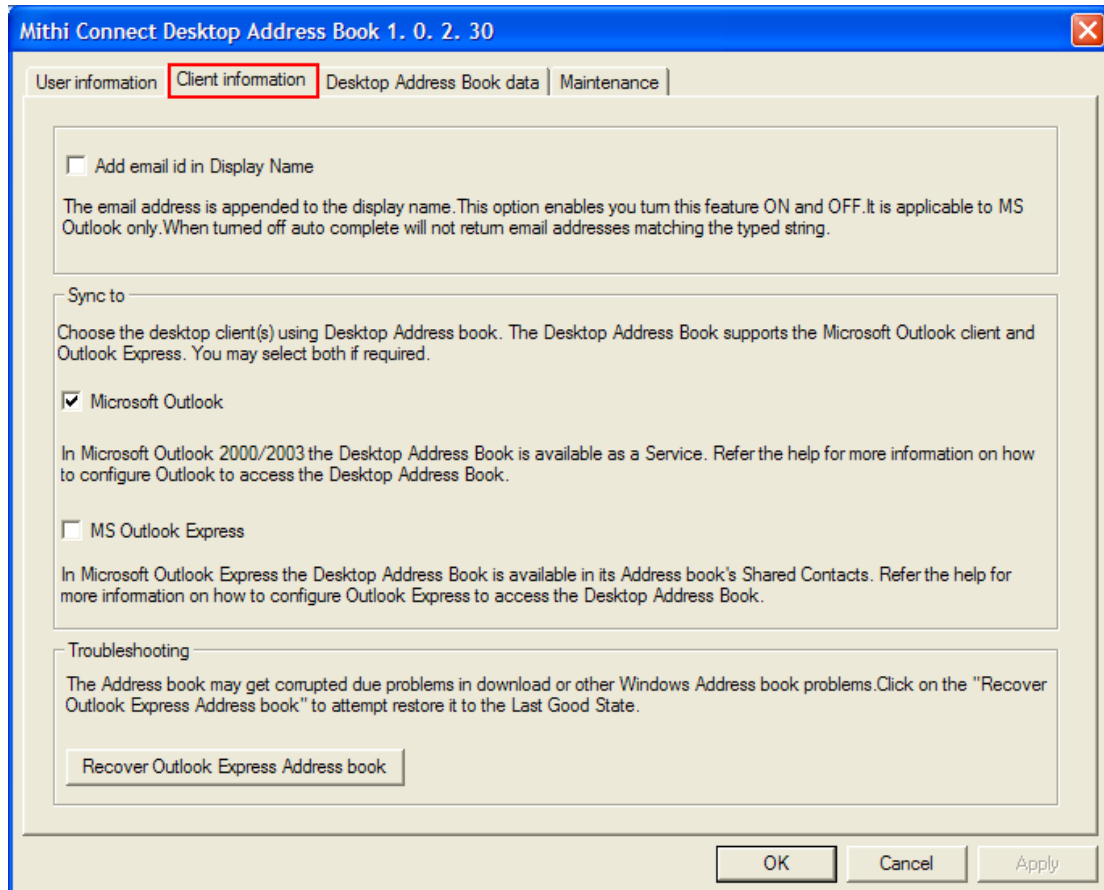 Mithi Connect Desktop Address Book 1. 0. 2. 30
User information
Client information
Desktop Address Book data
Maintenance
Add email id in Display Name
The email address is appended to the display name.This option enables you turn this feature ON and OFF.It is applicable to MS
Outlook only.When turned off auto complete will not return email addresses matching the typed string.
Sync to
Choose the desktop client(s) using Desktop Address book. The Desktop Address Book supports the Microsoft Outlook client and
Outlook Express. You may select both if required.
Microsoft Outlook
In Microsoft Outlook 2000/2003 the Desktop Address Book is available as a Service. Refer the help for more information on how
to configure Outlook to access the Desktop Address Book.
MS Outlook Express
In Microsoft Outlook Express the Desktop Address Book is available in its Address book's Shared Contacts. Refer the help for
more information on how to configure Outlook Express to access the Desktop Address Book.
Troubleshooting
The Address book may get corrupted due problems in download or other Windows Address book problems.Click on the "Recover
Outlook Express Address book" to attempt restore it to the Last Good State.
Recover Outlook Express Address book
OK
Cancel
Apply